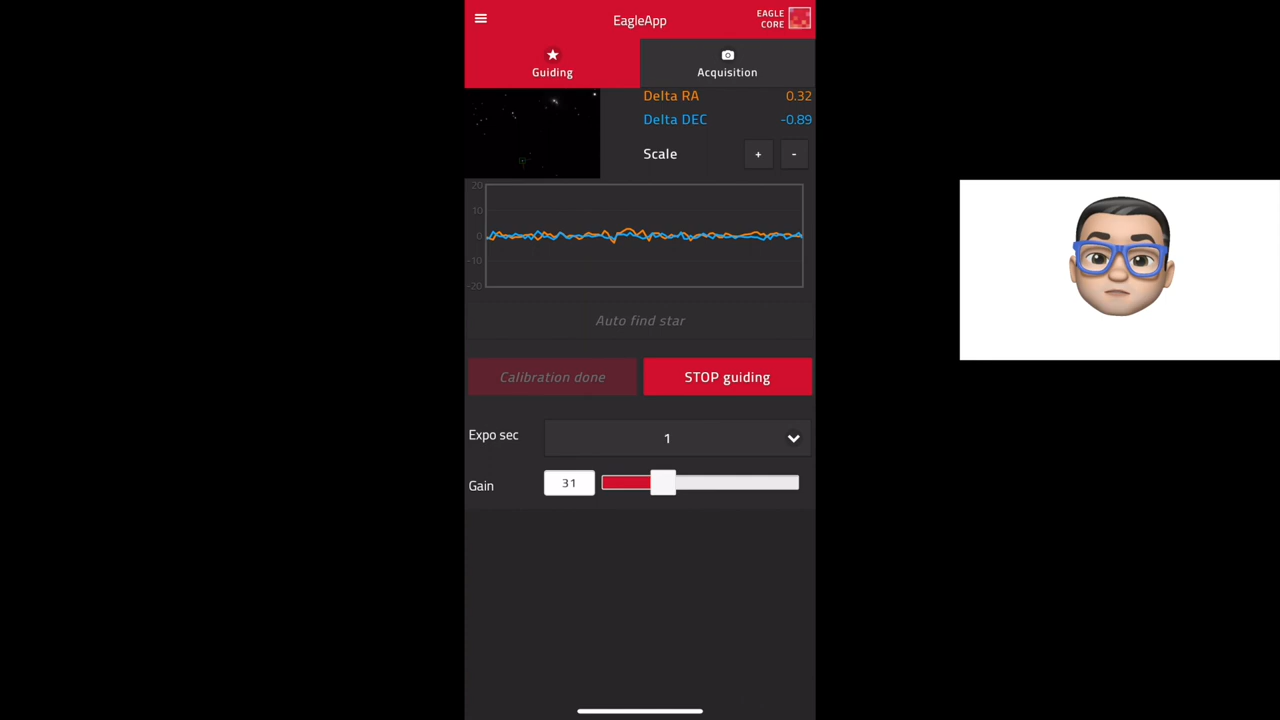 EagleApp
EAGLE
CORE
Guiding
Acquisition
Delta RA 0.32
Delta DEC -0.89
Scale + -
20
10
0
-10
-20
Auto find star
Calibration done
STOP guiding
Expo sec 1
Gain 31